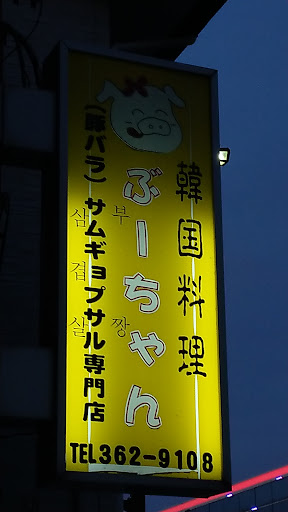 韓国料理
ぶーちゃん
부짱
(豚バラ) サムギョプサル専門店
삼겹살
TEL362-9108